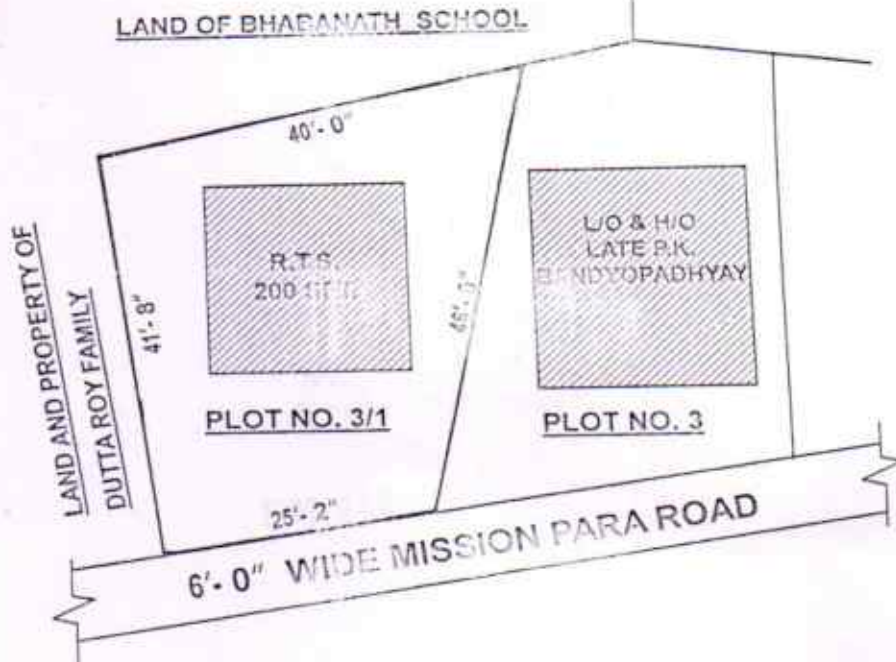 LAND OF BHABANATH SCHOOL
40'- 0"
LAND AND PROPERTY OF
DUTTA ROY FAMILY
41'- 8"
R.T.S.
200
L/O & H/O
LATE P.K.
BANDYOPADHYAY
PLOT NO. 3/1
PLOT NO. 3
25'- 2"
6'- 0" WIDE MISSION PARA ROAD